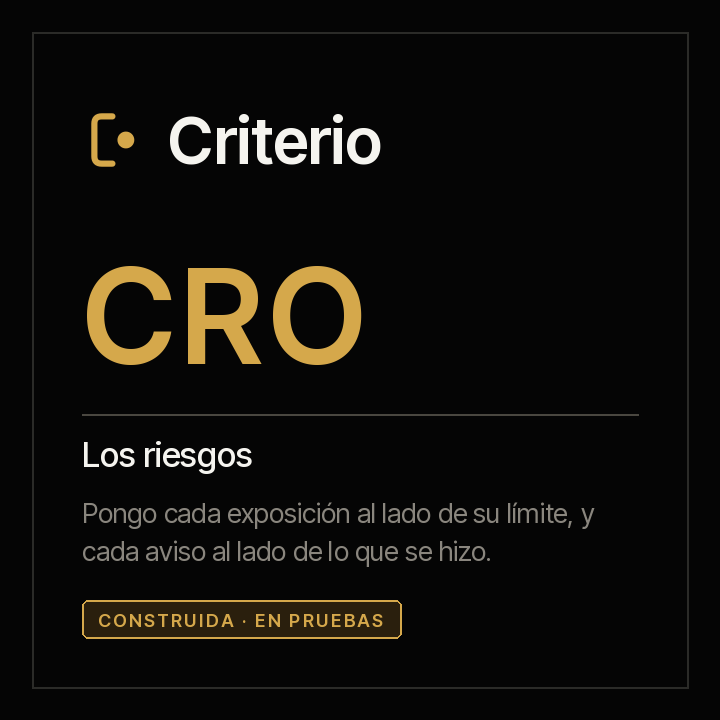 Criterio
CRO
Los riesgos
Pongo cada exposición al lado de su límite, y
cada aviso al lado de lo que se hizo.
CONSTRUIDA · EN PRUEBAS